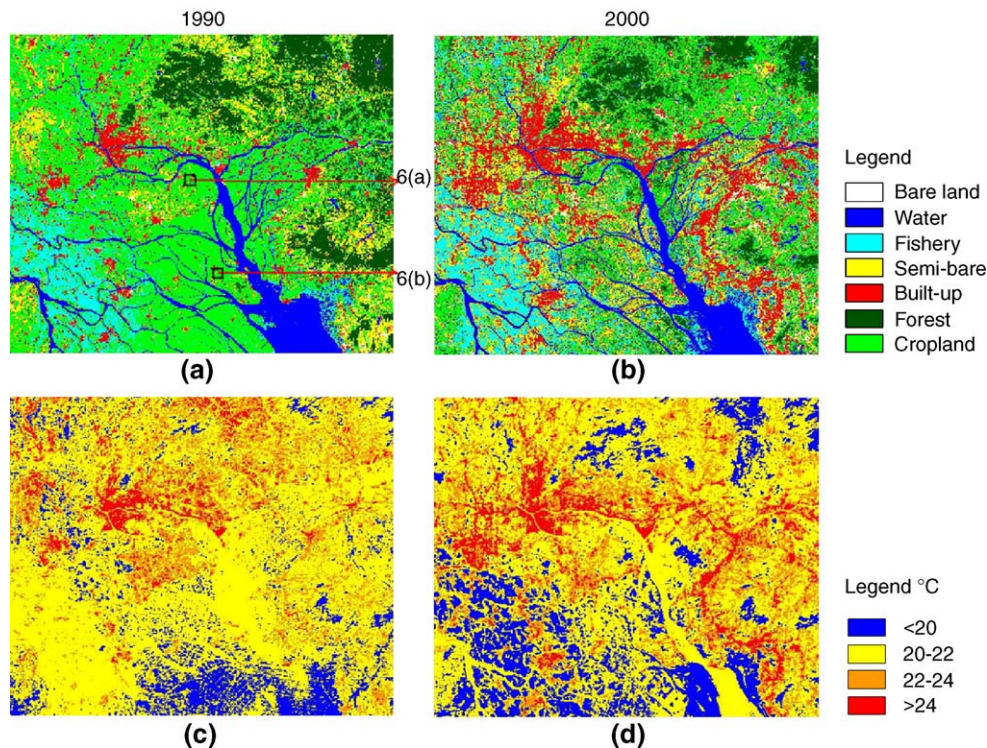 1990
2000
6(a)
6(b)
Legend
Bare land
Water
Fishery
Semi-bare
Built-up
Forest
Cropland
(a)
(b)
Legend °C
<20
20-22
22-24
>24
(c)
(d)